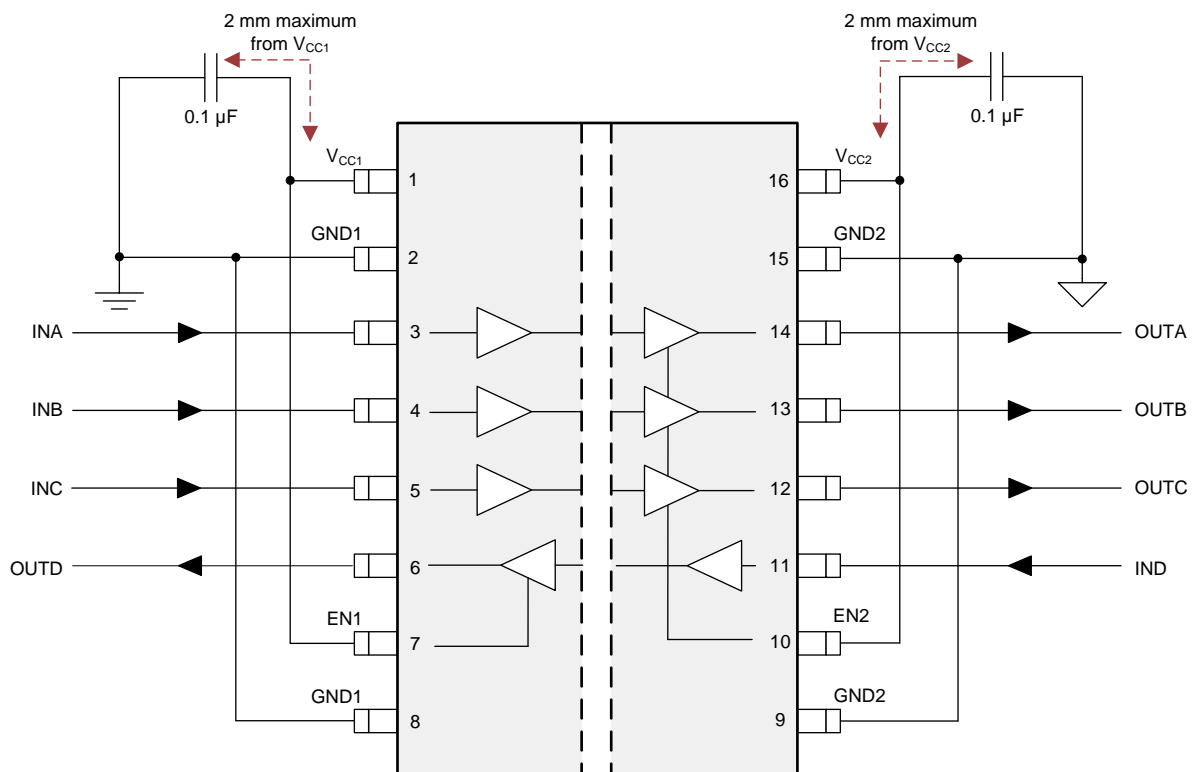 2 mm maximum
from VCC1
2 mm maximum
from VCC2
0.1 µF
0.1 µF
VCC1
1
16
VCC2
GND1
2
15
GND2
INA
3
14
OUTA
INB
4
13
OUTB
INC
5
12
OUTC
OUTD
6
11
IND
EN1
7
10
EN2
GND1
8
9
GND2